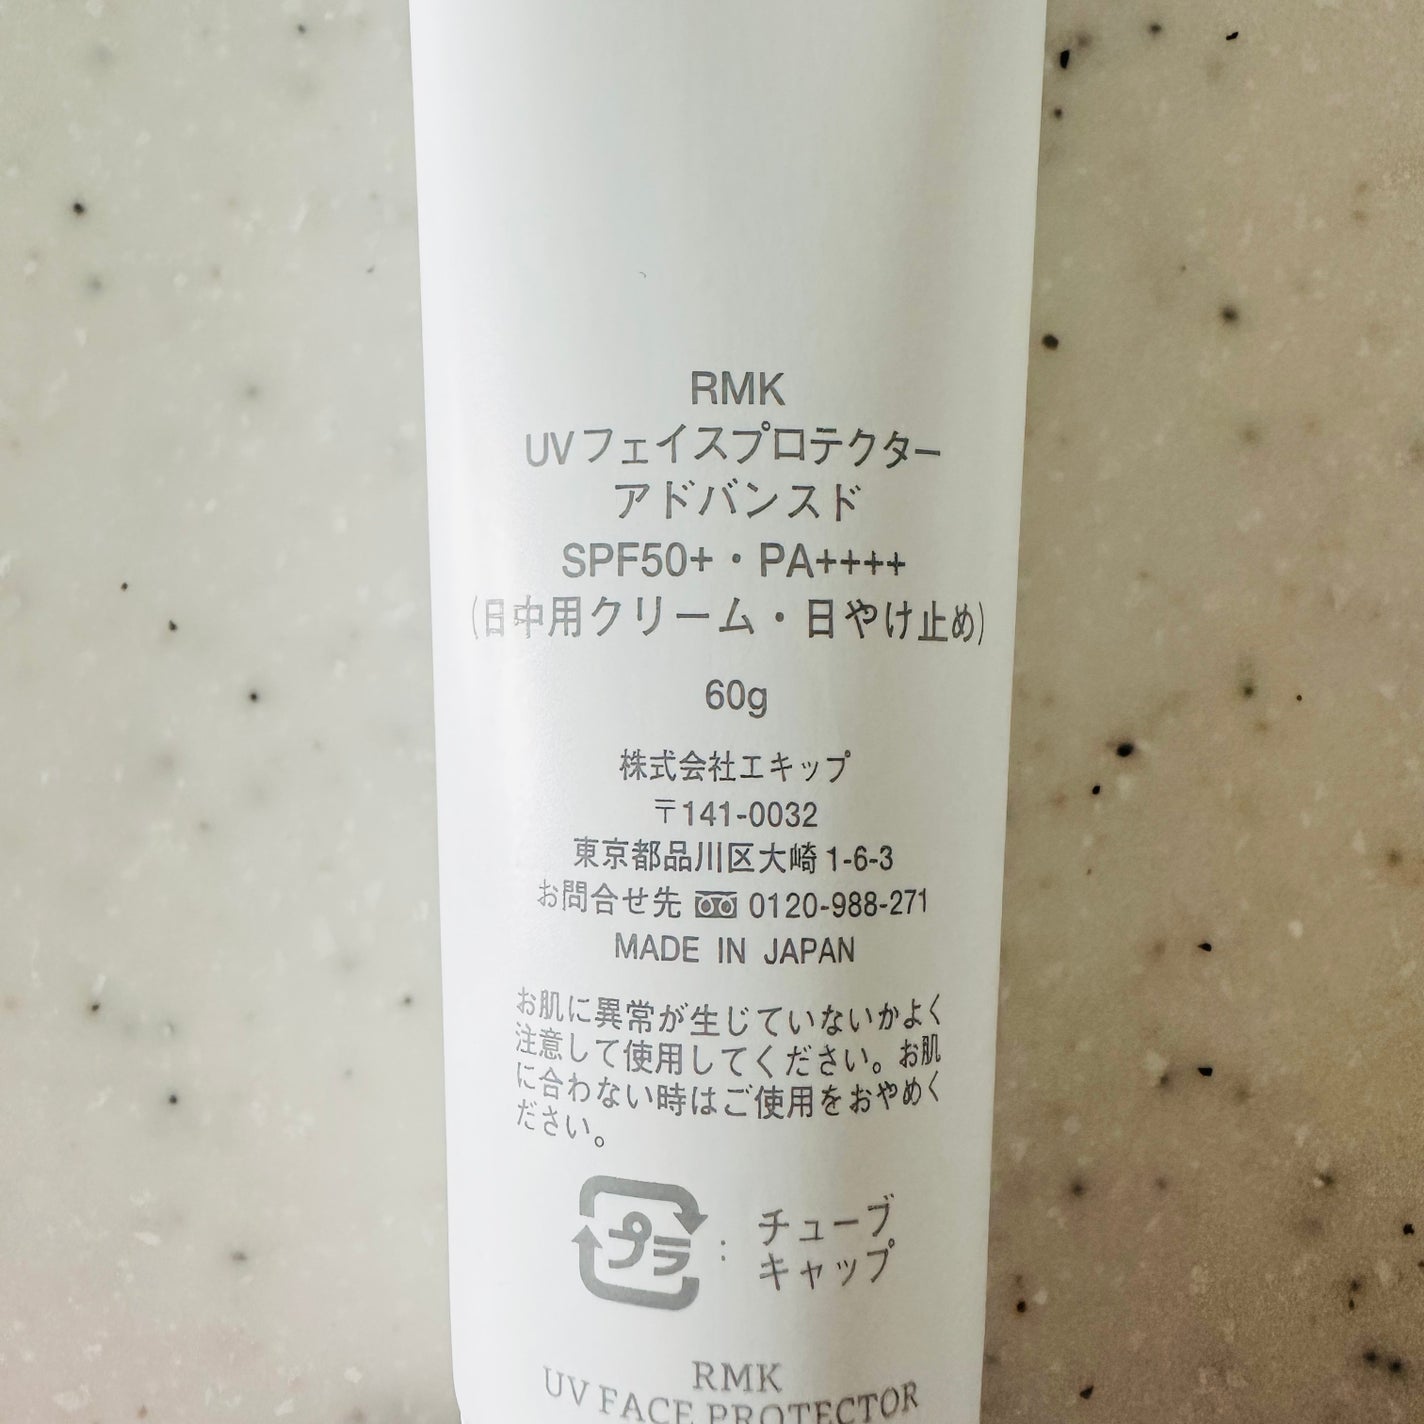 RMK
UVフェイスプロテクター
アドバンスド
SPF50+・PA++++
(日中用クリーム・日やけ止め)
60g
株式会社エキップ
〒141-0032
東京都品川区大崎1-6-3
お問合せ先 0120-988-271
MADE IN JAPAN
お肌に異常が生じていないかよく
注意して使用してください。お肌
に合わない時はご使用をおやめく
ださい。
プラ : チューブ
キャップ
RMK
UV FACE PROTECTOR